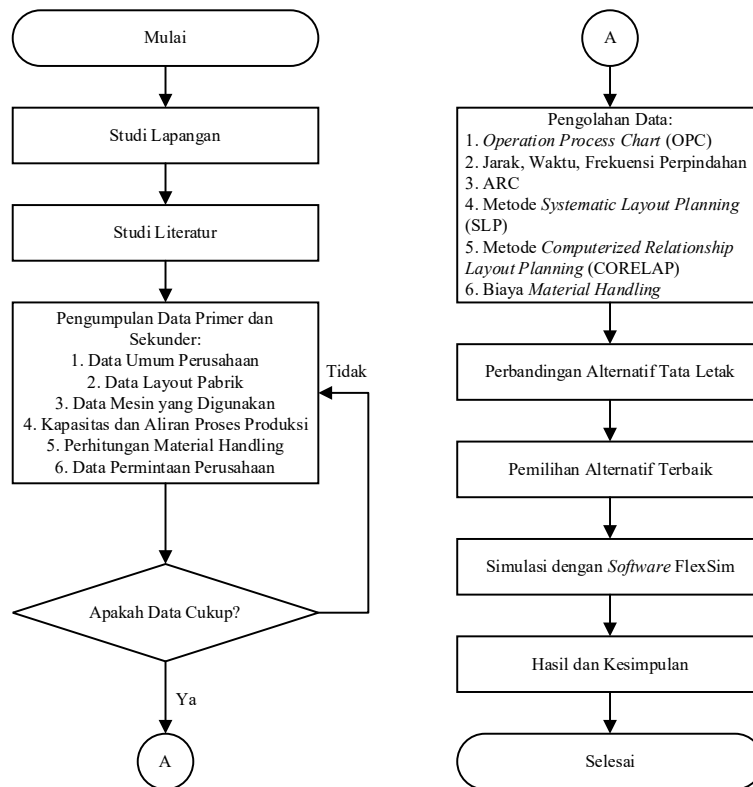 Mulai
Studi Lapangan
Studi Literatur
Pengumpulan Data Primer dan
Sekunder:
1. Data Umum Perusahaan
2. Data Layout Pabrik
3. Data Mesin yang Digunakan
4. Kapasitas dan Aliran Proses Produksi
5. Perhitungan Material Handling
6. Data Permintaan Perusahaan
Tidak
Apakah Data Cukup?
Ya
A
A
Pengolahan Data:
1. Operation Process Chart (OPC)
2. Jarak, Waktu, Frekuensi Perpindahan
3. ARC
4. Metode Systematic Layout Planning
(SLP)
5. Metode Computerized Relationship
Layout Planning (CORELAP)
6. Biaya Material Handling
Perbandingan Alternatif Tata Letak
Pemilihan Alternatif Terbaik
Simulasi dengan Software FlexSim
Hasil dan Kesimpulan
Selesai